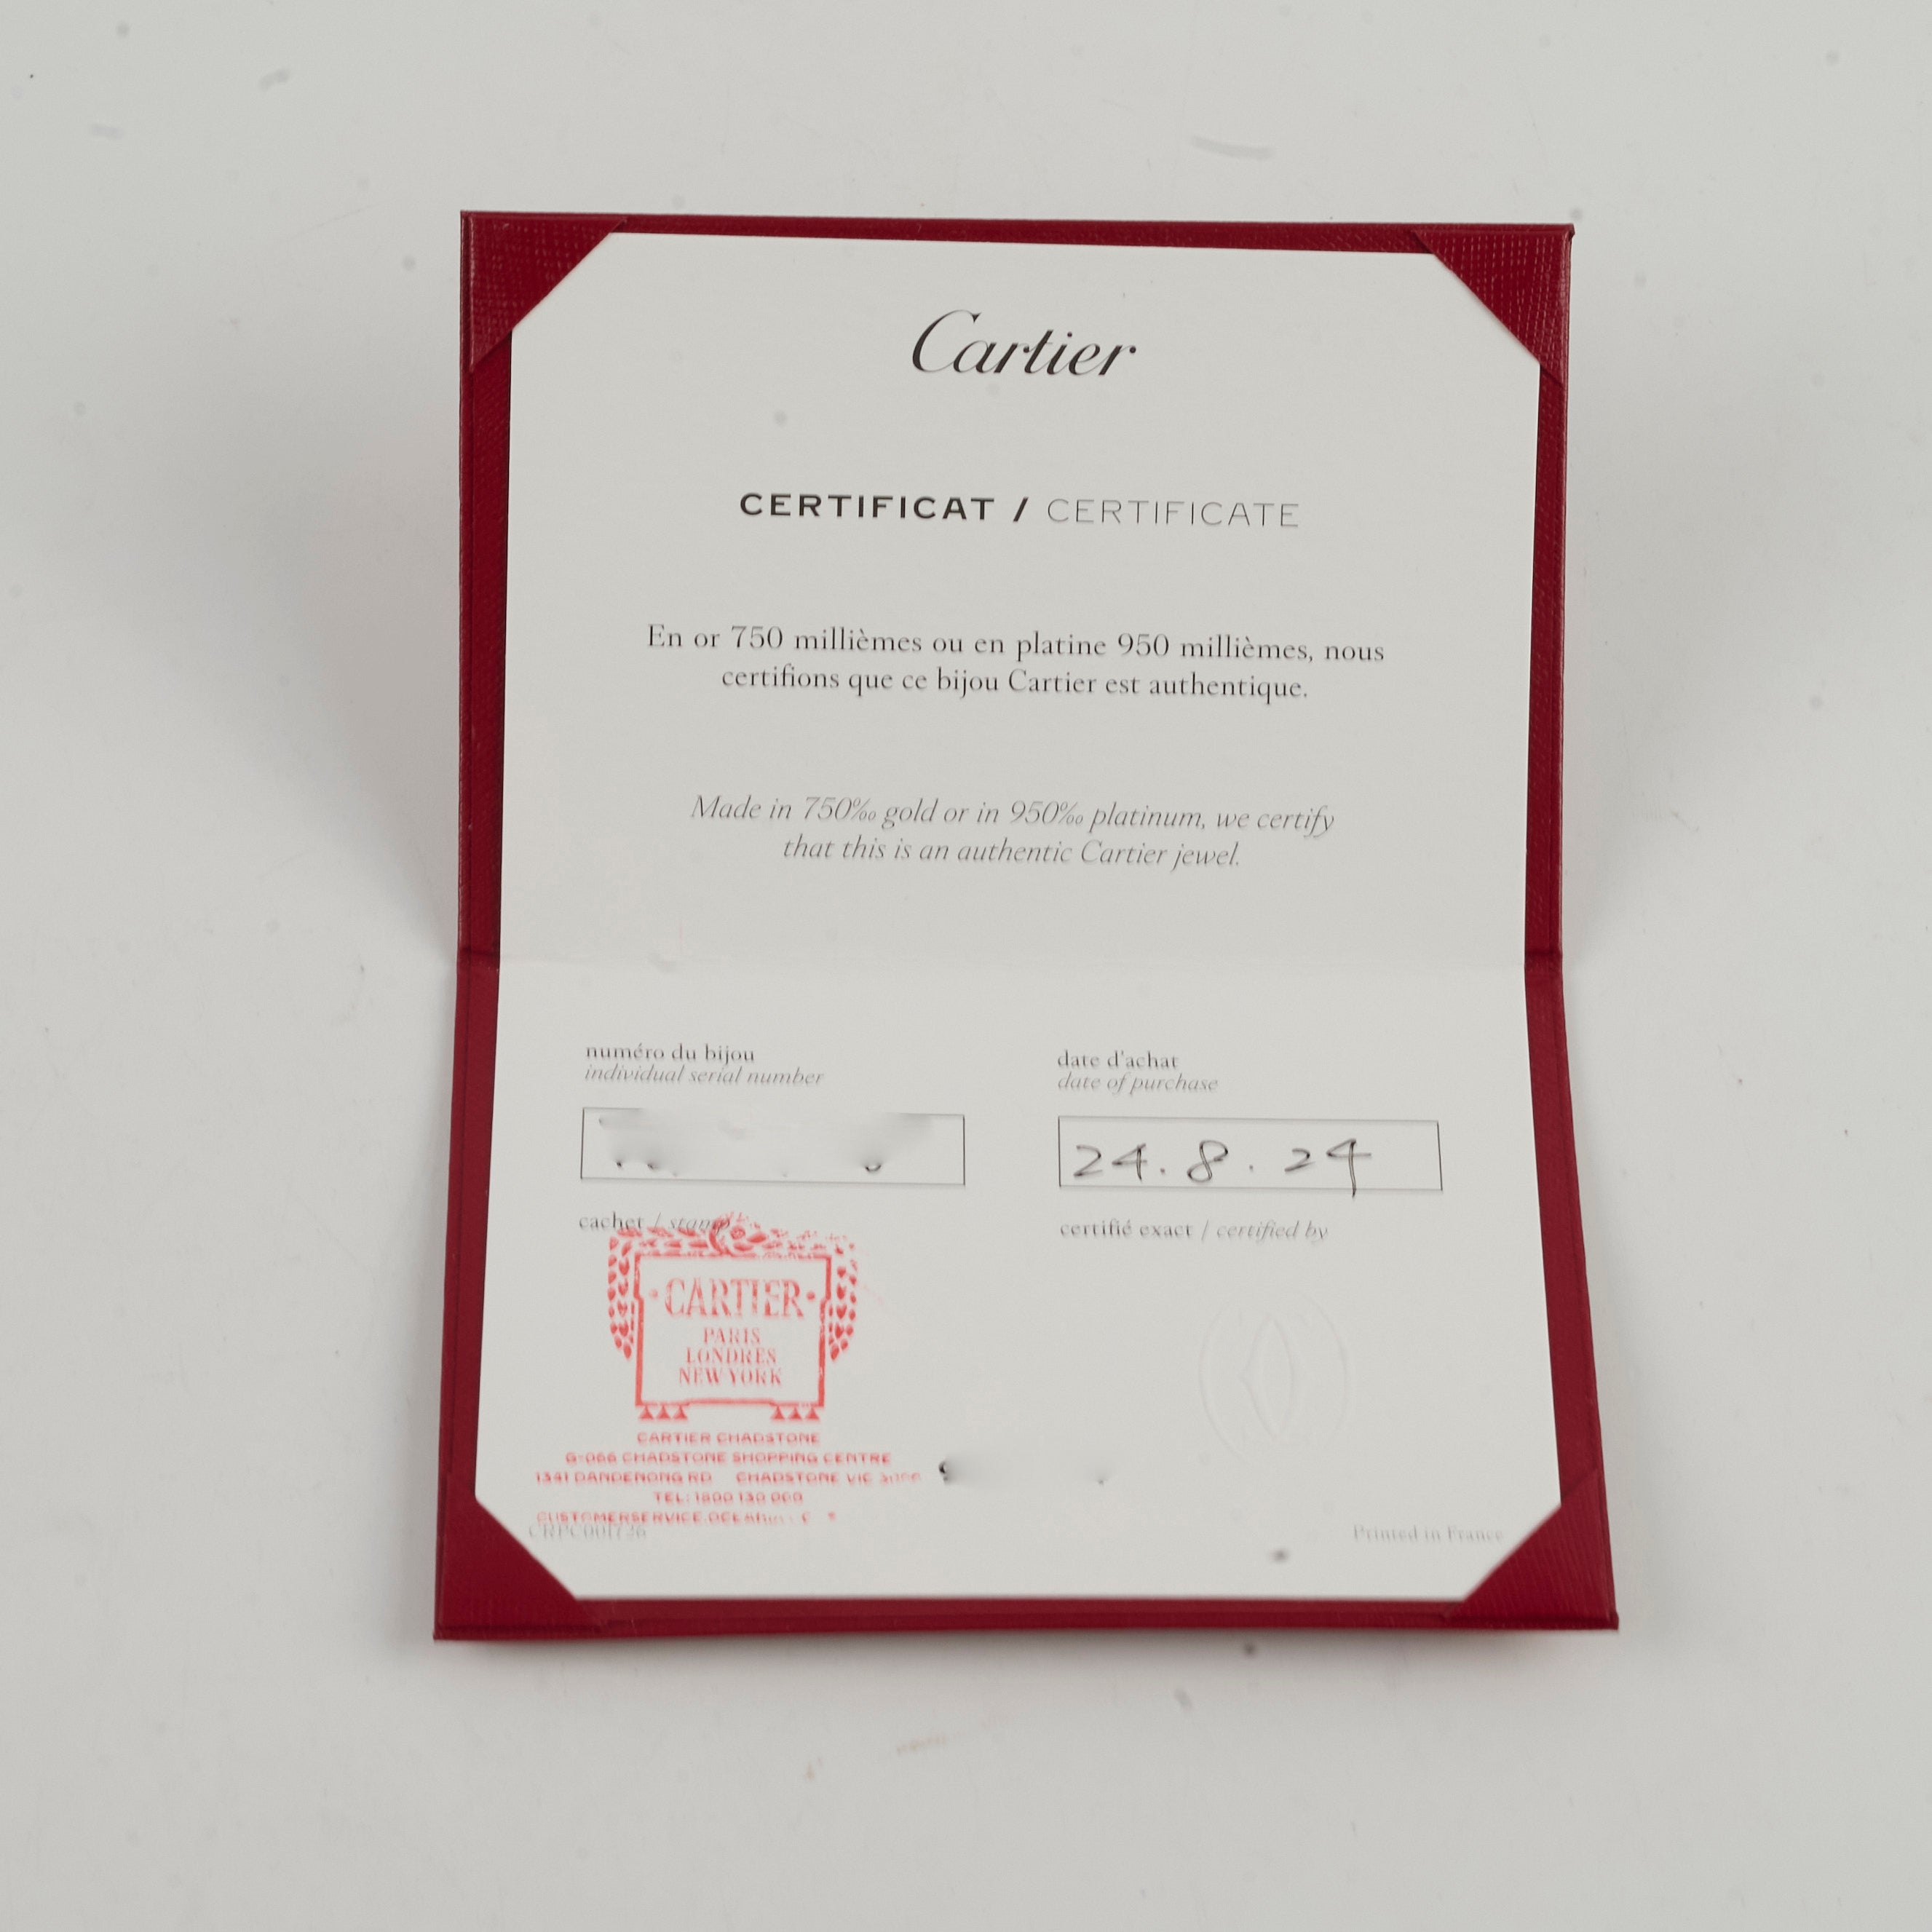 Cartier
CERTIFICAT / CERTIFICATE
En or 750 millièmes ou en platine 950 millièmes, nous
certifions que ce bijou Cartier est authentique.
Made in 750‰ gold or in 950‰ platinum, we certify
that this is an authentic Cartier jewel.
numéro du bijou
individual serial number
date d'achat
date of purchase
24.8.24
cachet / stamp
certifié exact / certified by
CARTIER
PARIS
LONDRES
NEW YORK
CARTIER CHADSTONE
G-066 CHADSTONE SHOPPING CENTRE
1341 DANDENONG RD CHADSTONE VIC
TEL: 1800 130 000
CRPC001736
Printed in France